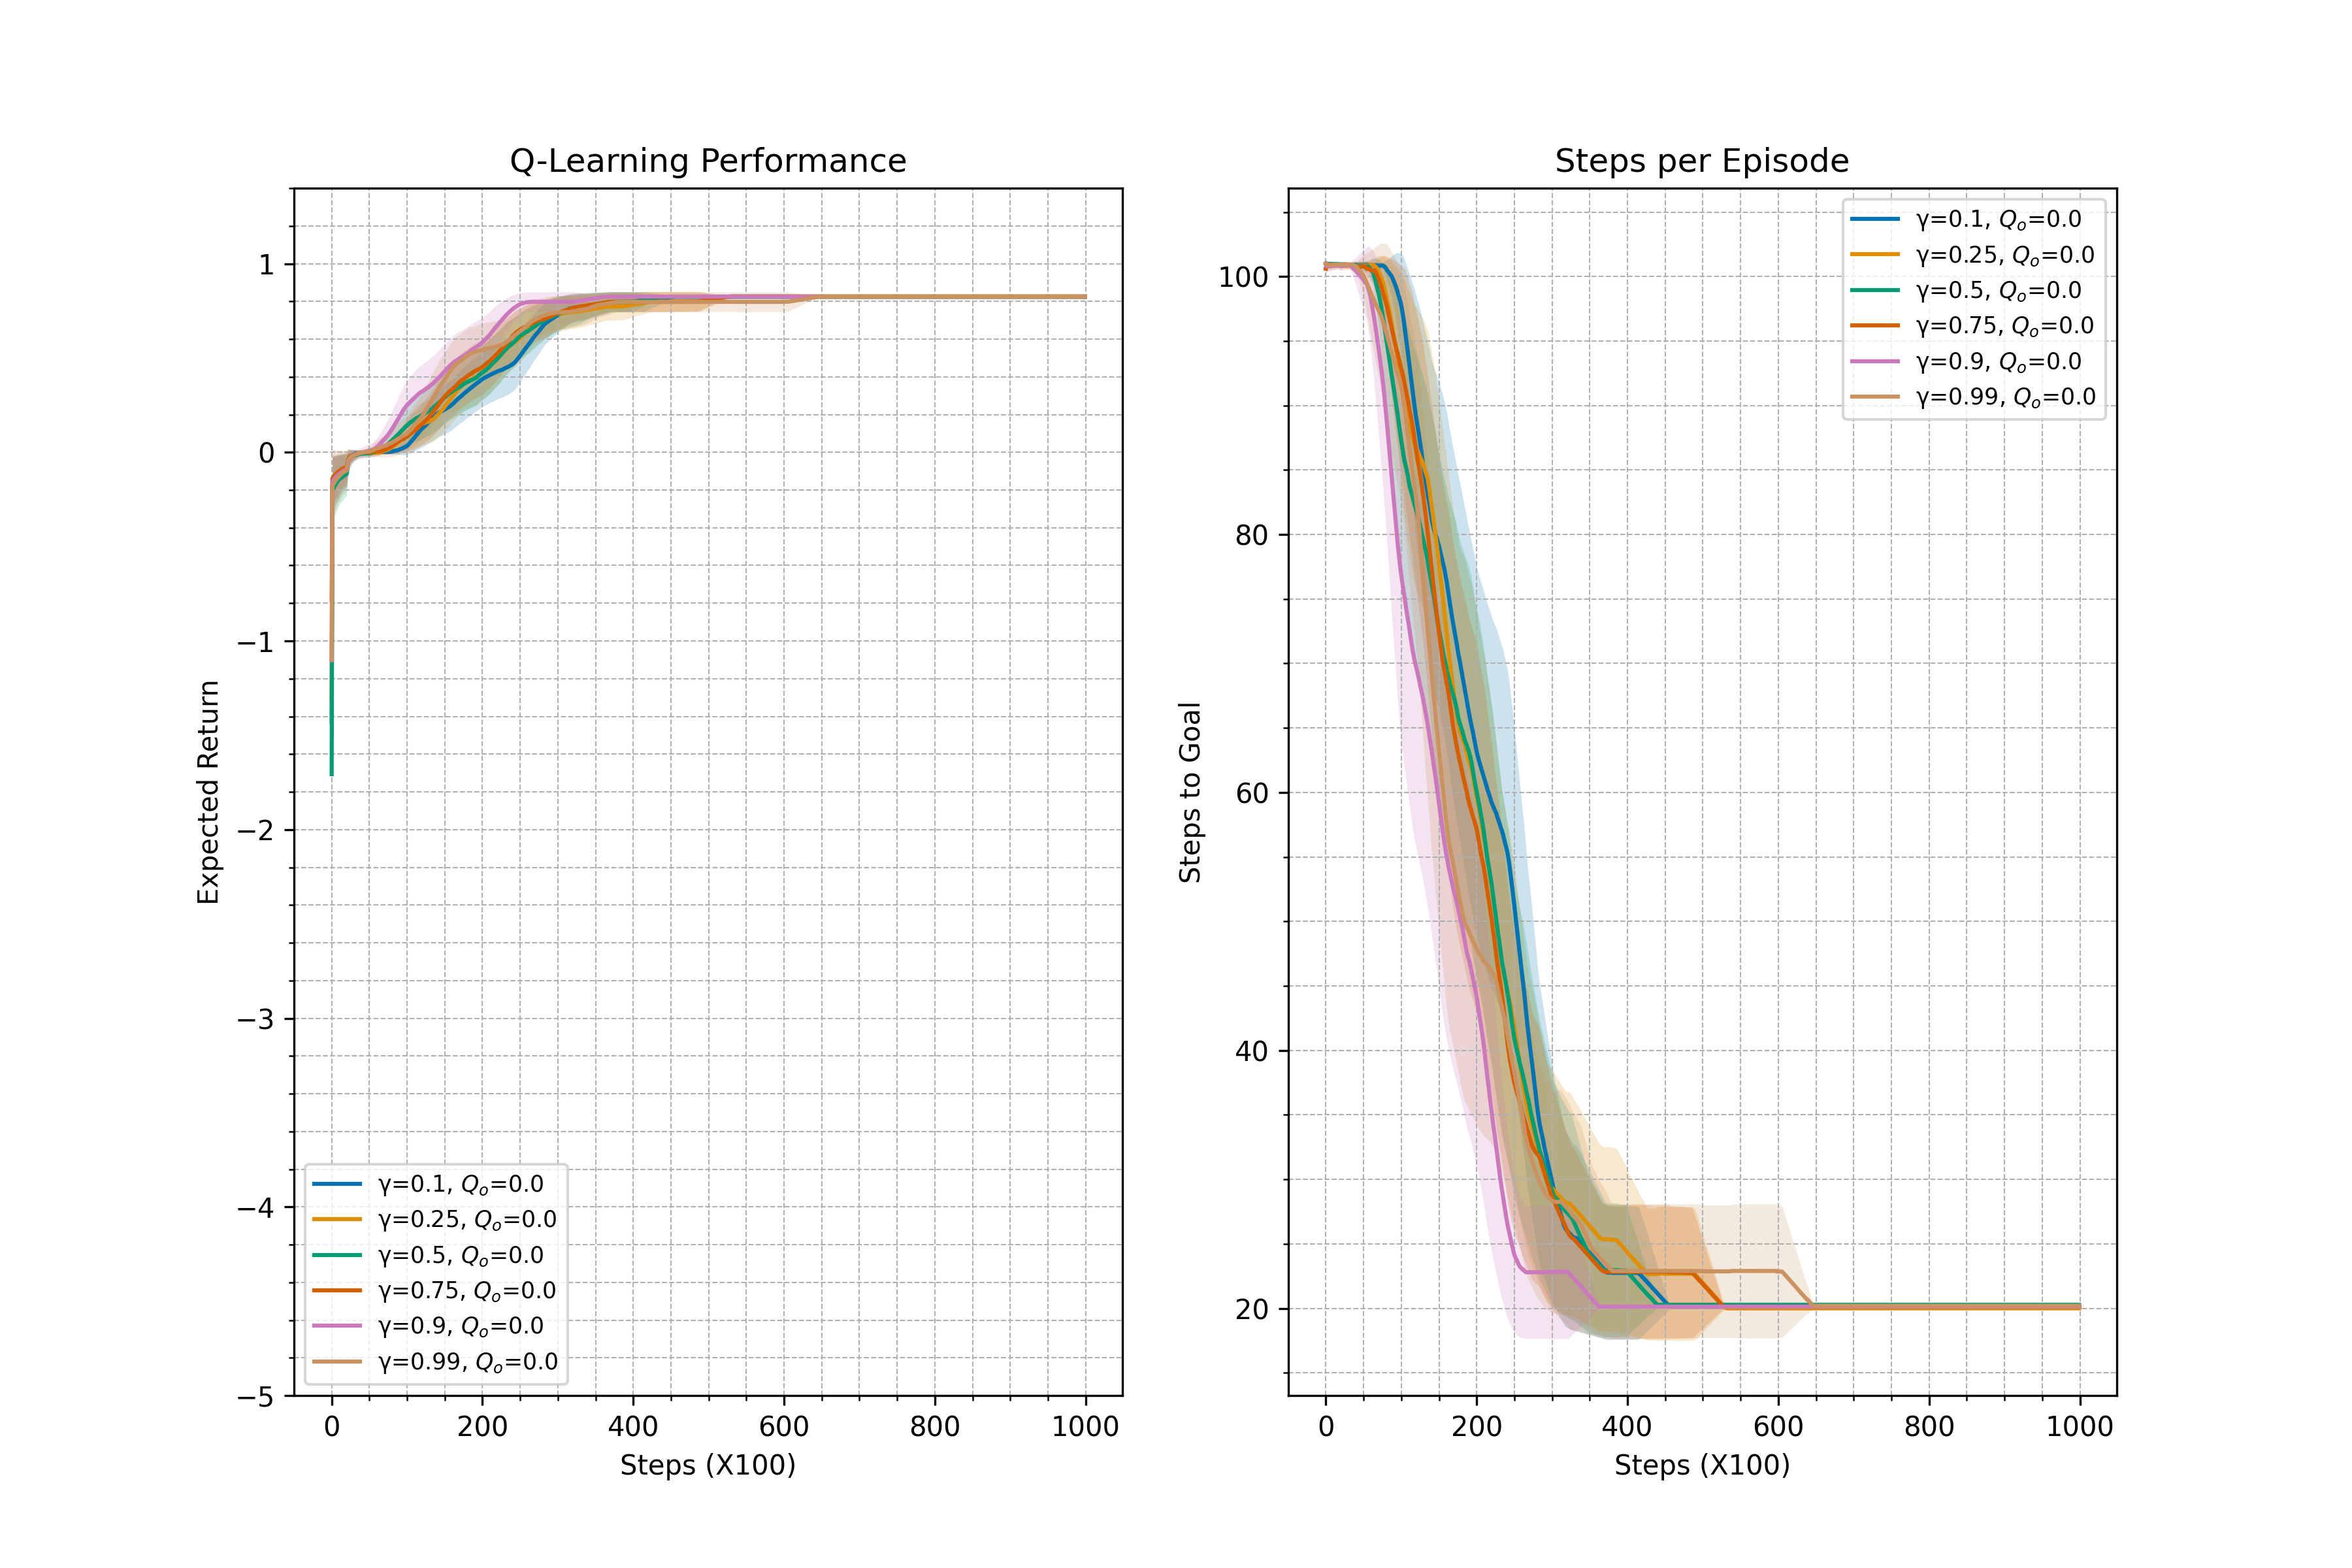 Q-Learning Performance
Expected Return
1
0
−1
−2
−3
−4
−5
γ=0.1, Qₒ=0.0
γ=0.25, Qₒ=0.0
γ=0.5, Qₒ=0.0
γ=0.75, Qₒ=0.0
γ=0.9, Qₒ=0.0
γ=0.99, Qₒ=0.0
0 200 400 600 800 1000
Steps (X100)
Steps per Episode
Steps to Goal
100
80
60
40
20
γ=0.1, Qₒ=0.0
γ=0.25, Qₒ=0.0
γ=0.5, Qₒ=0.0
γ=0.75, Qₒ=0.0
γ=0.9, Qₒ=0.0
γ=0.99, Qₒ=0.0
0 200 400 600 800 1000
Steps (X100)